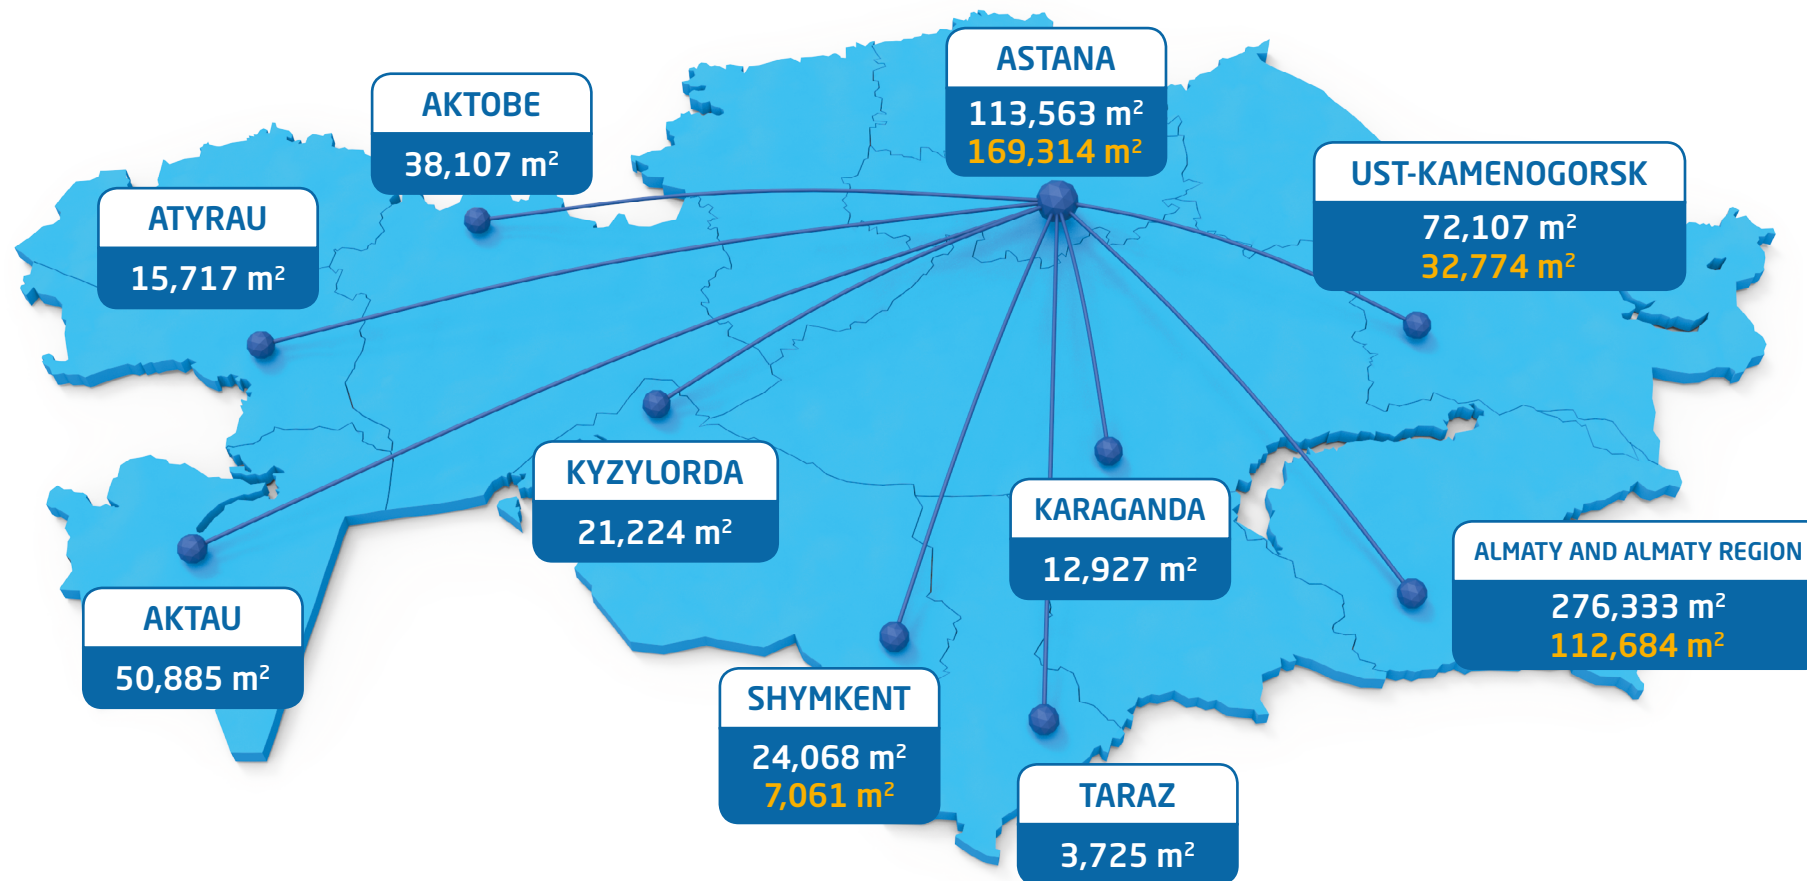 ASTANA
113,563 m²
169,314 m²
AKTOBE
38,107 m²
UST-KAMENOGORSK
72,107 m²
32,774 m²
ATYRAU
15,717 m²
KYZYLORDA
21,224 m²
KARAGANDA
12,927 m²
ALMATY AND ALMATY REGION
276,333 m²
112,684 m²
AKTAU
50,885 m²
SHYMKENT
24,068 m²
7,061 m²
TARAZ
3,725 m²